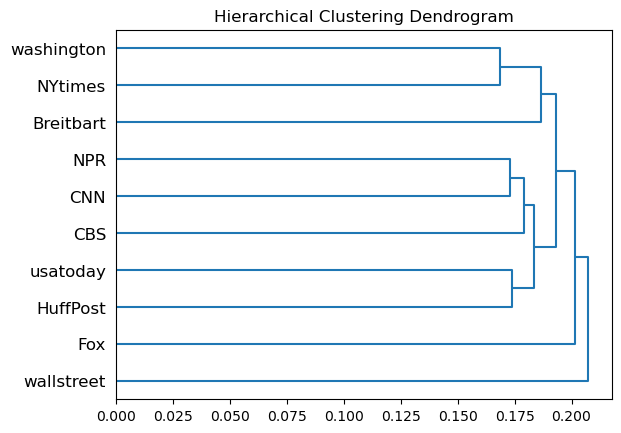 Hierarchical Clustering Dendrogram
washington
NYtimes
Breitbart
NPR
CNN
CBS
usatoday
HuffPost
Fox
wallstreet
0.000 0.025 0.050 0.075 0.100 0.125 0.150 0.175 0.200